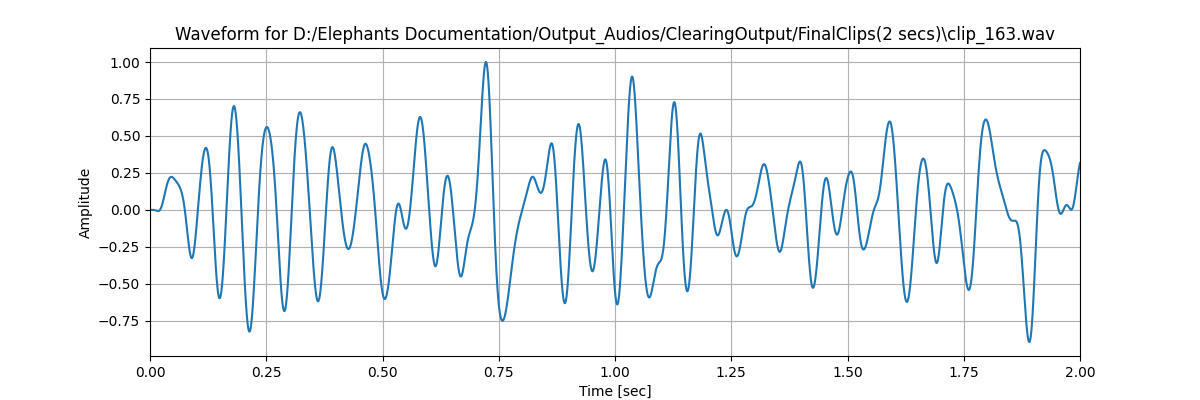 Waveform for D:/Elephants Documentation/Output_Audios/ClearingOutput/FinalClips(2 secs)\clip_163.wav
1.00
0.75
0.50
0.25
0.00
−0.25
−0.50
−0.75
Amplitude
0.00 0.25 0.50 0.75 1.00 1.25 1.50 1.75 2.00
Time [sec]